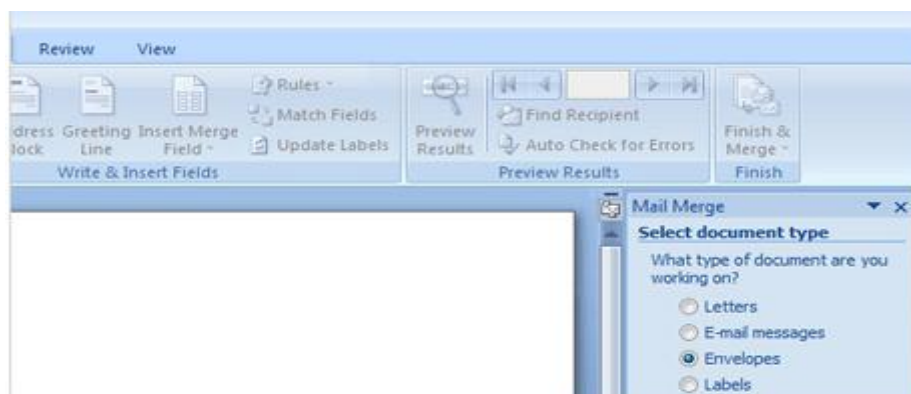 Review View
Rules
Match Fields
dress Greeting Insert Merge
lock Line Field
Update Labels
Write & Insert Fields
Preview
Results
Find Recipient
Auto Check for Errors
Preview Results
Finish &
Merge
Finish
Mail Merge
Select document type
What type of document are you
working on?
Letters
E-mail messages
Envelopes
Labels